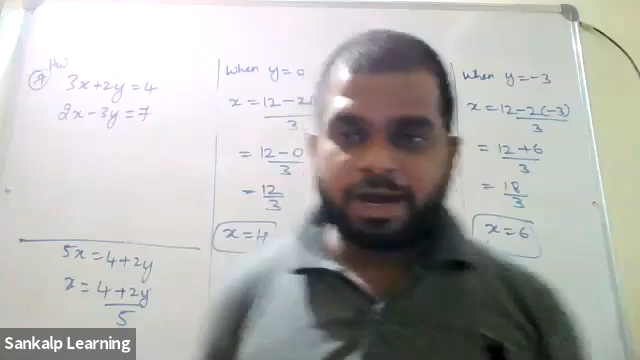 HW
3x+2y=4
2x-3y=7
5x=4+2y
x=4+2y
5
When y=0
x=12-2(
3
=12-0
3
=12
3
x=4
When y=-3
x=12-2(-3)
3
=12+6
3
=18
3
x=6
Sankalp Learning